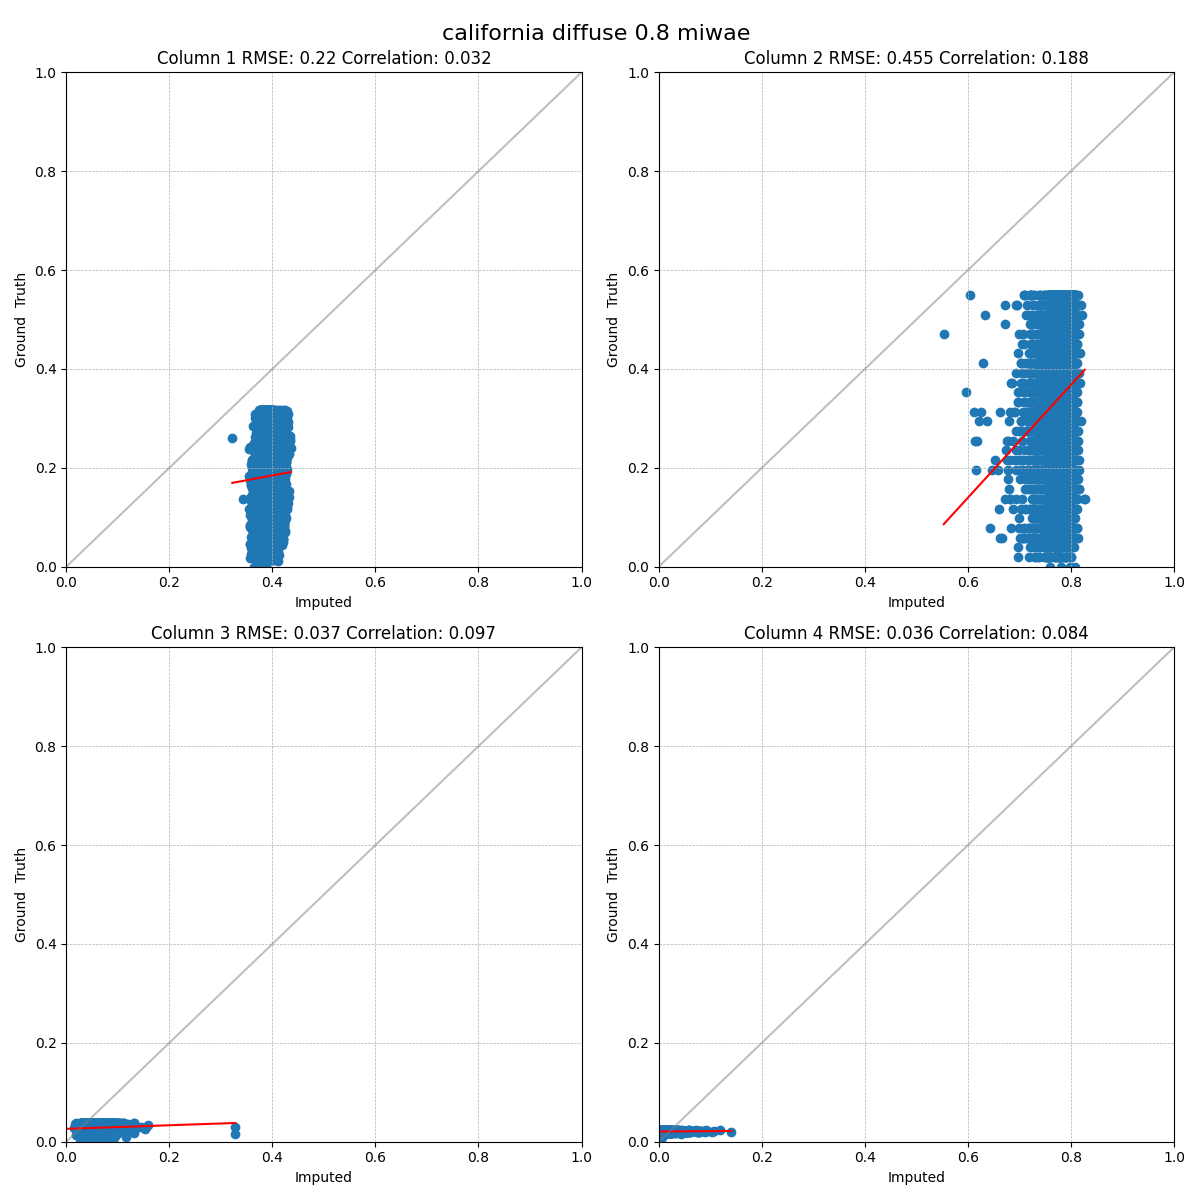 california diffuse 0.8 miwae
Column 1 RMSE: 0.22 Correlation: 0.032
1.0
0.8
0.6
0.4
0.2
0.0
Ground Truth
0.0 0.2 0.4 0.6 0.8 1.0
Imputed
Column 2 RMSE: 0.455 Correlation: 0.188
1.0
0.8
0.6
0.4
0.2
0.0
Ground Truth
0.0 0.2 0.4 0.6 0.8 1.0
Imputed
Column 3 RMSE: 0.037 Correlation: 0.097
1.0
0.8
0.6
0.4
0.2
0.0
Ground Truth
0.0 0.2 0.4 0.6 0.8 1.0
Imputed
Column 4 RMSE: 0.036 Correlation: 0.084
1.0
0.8
0.6
0.4
0.2
0.0
Ground Truth
0.0 0.2 0.4 0.6 0.8 1.0
Imputed